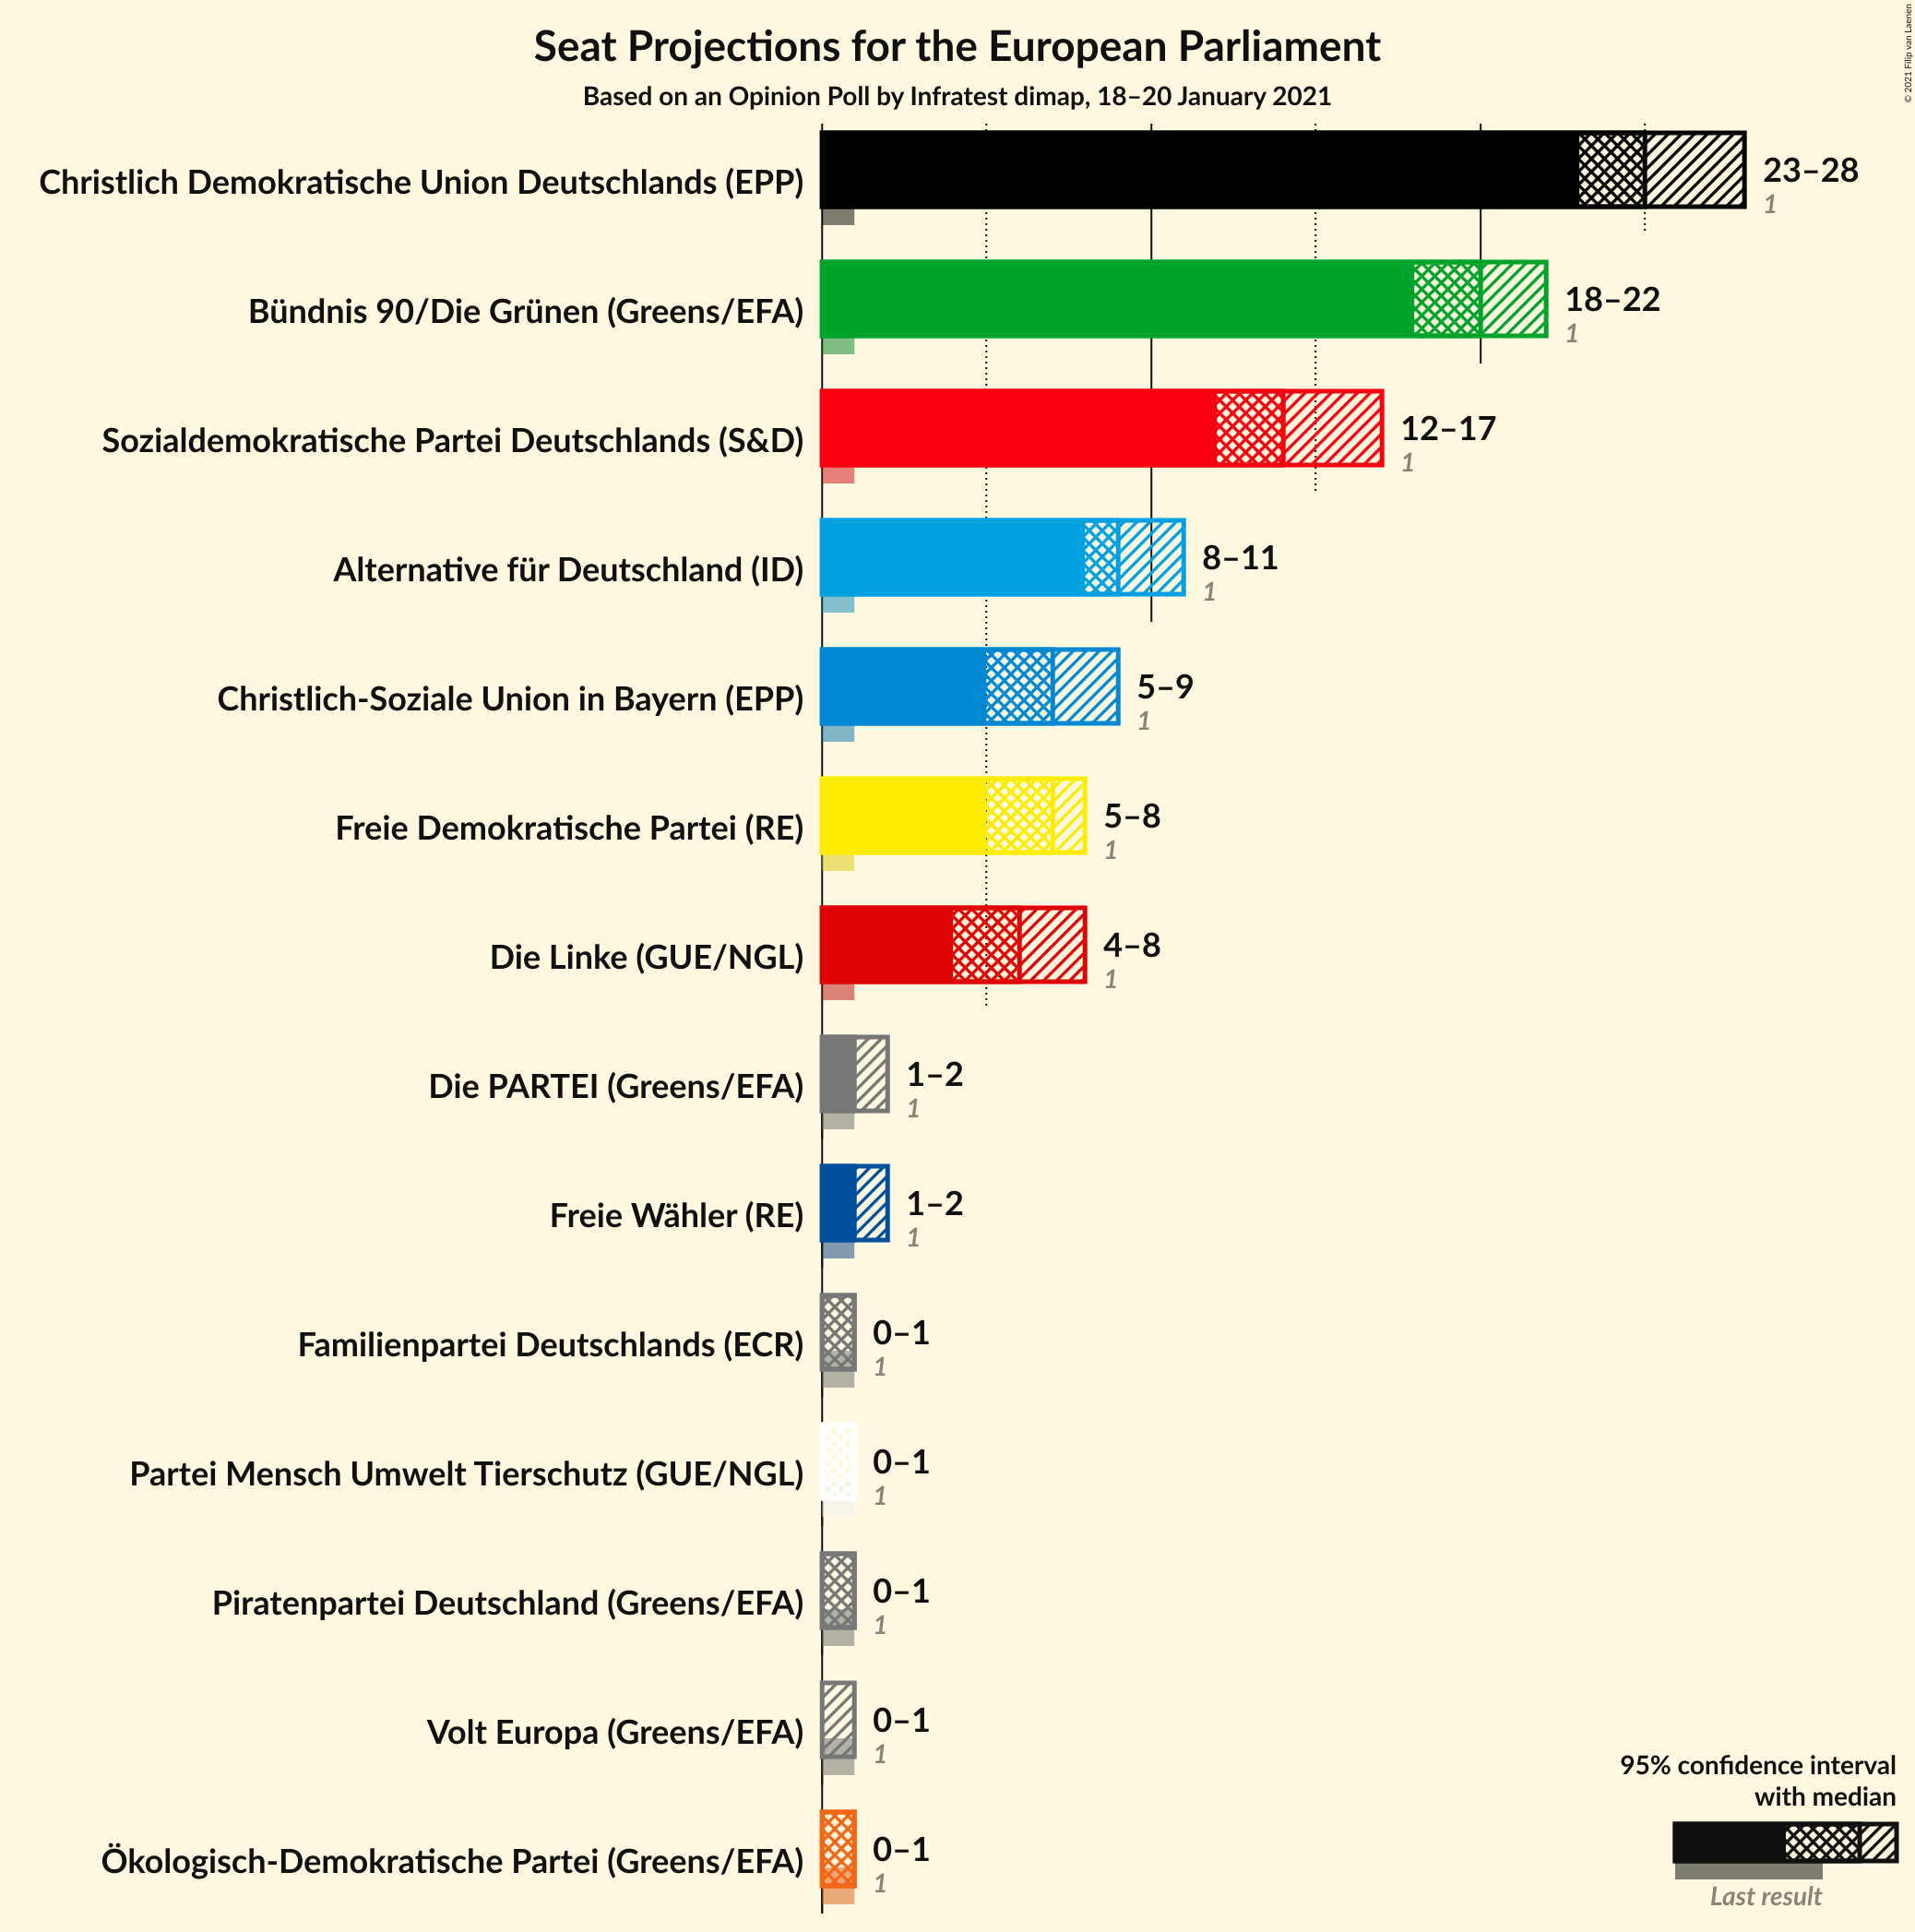 Seat Projections for the European Parliament
Based on an Opinion Poll by Infratest dimap, 18–20 January 2021
© 2021 Filip van Laenen
Christlich Demokratische Union Deutschlands (EPP)
23–28
1
Bündnis 90/Die Grünen (Greens/EFA)
18–22
1
Sozialdemokratische Partei Deutschlands (S&D)
12–17
1
Alternative für Deutschland (ID)
8–11
1
Christlich-Soziale Union in Bayern (EPP)
5–9
1
Freie Demokratische Partei (RE)
5–8
1
Die Linke (GUE/NGL)
4–8
1
Die PARTEI (Greens/EFA)
1–2
1
Freie Wähler (RE)
1–2
1
Familienpartei Deutschlands (ECR)
0–1
1
Partei Mensch Umwelt Tierschutz (GUE/NGL)
0–1
1
Piratenpartei Deutschland (Greens/EFA)
0–1
1
Volt Europa (Greens/EFA)
0–1
1
Ökologisch-Demokratische Partei (Greens/EFA)
0–1
1
95% confidence interval
with median
Last result